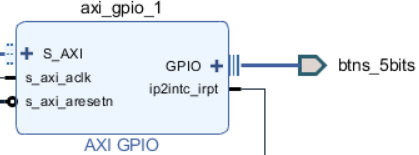 axi_gpio_1
S_AXI
s_axi_aclk
s_axi_aresetn
GPIO
ip2intc_irpt
btns_5bits
AXI GPIO